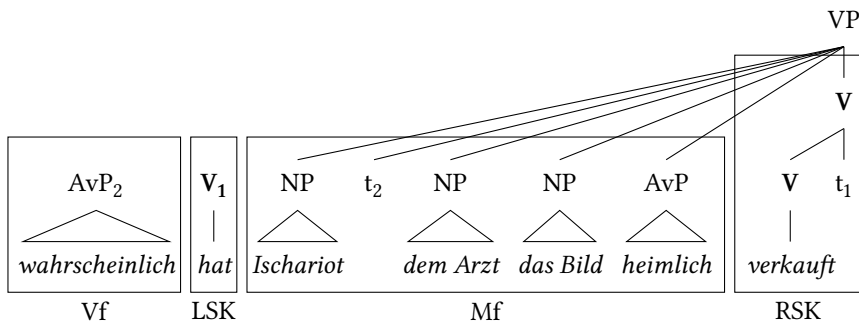 VP
V
AvP₂ V₁ NP t₂ NP NP AvP V t₁
wahrscheinlich hat Ischariot dem Arzt das Bild heimlich verkauft
Vf LSK Mf RSK